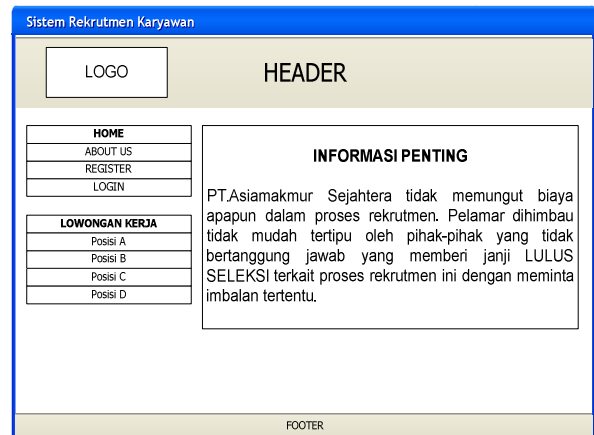 Sistem Rekrutmen Karyawan
LOGO
HEADER
HOME
ABOUT US
REGISTER
LOGIN
LOWONGAN KERJA
Posisi A
Posisi B
Posisi C
Posisi D
INFORMASI PENTING
PT.Asiamakmur Sejahtera tidak memungut biaya
apapun dalam proses rekrutmen. Pelamar dihimbau
tidak mudah tertipu oleh pihak-pihak yang tidak
bertanggung jawab yang memberi janji LULUS
SELEKSI terkait proses rekrutmen ini dengan meminta
imbalan tertentu.
FOOTER